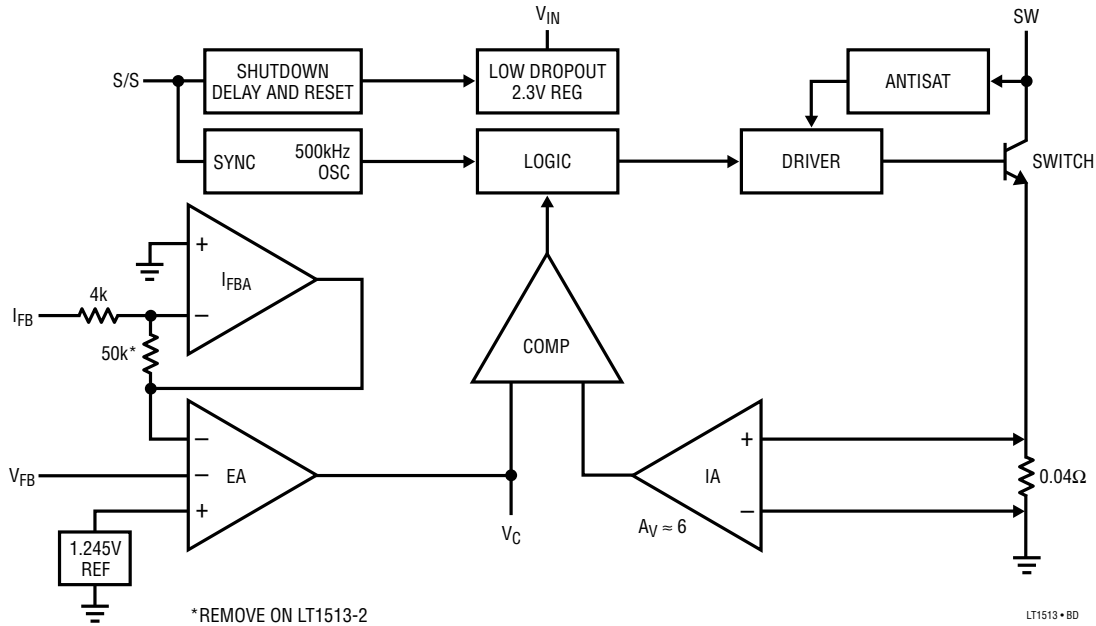 V_IN
SW
S/S
SHUTDOWN
DELAY AND RESET
LOW DROPOUT
2.3V REG
ANTISAT
SYNC
500kHz
OSC
LOGIC
DRIVER
SWITCH
+
I_FBA
−
4k
I_FB
50k*
COMP
−
V_FB
−
EA
+
+
IA
−
0.04Ω
A_V ≈ 6
V_C
1.245V
REF
*REMOVE ON LT1513-2
LT1513 • BD